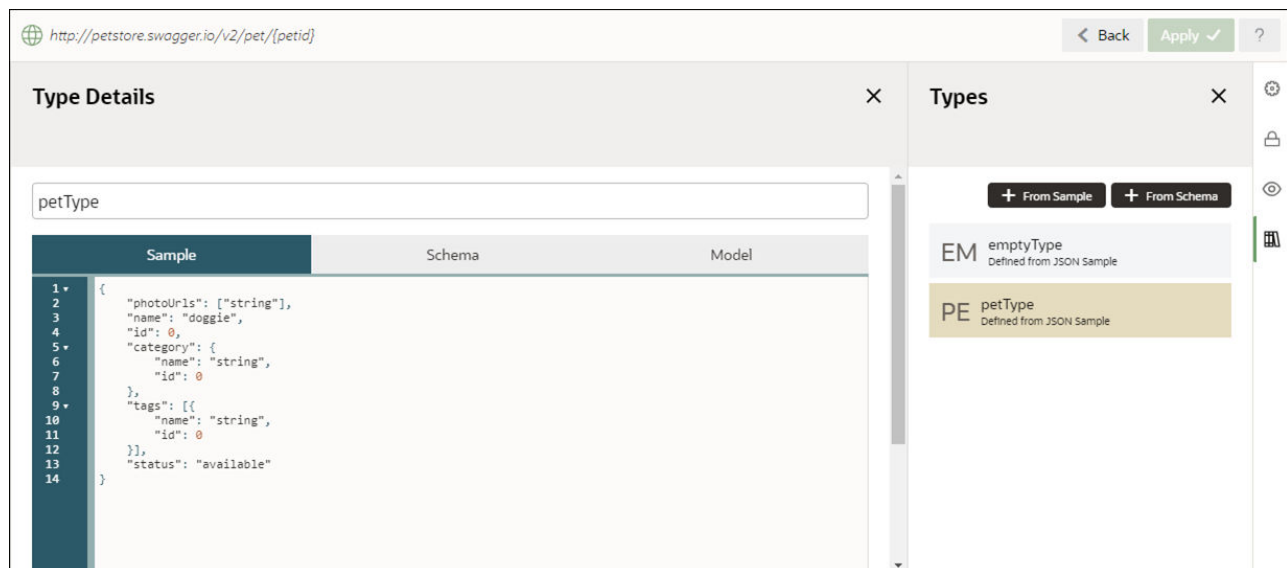 http://petstore.swagger.io/v2/pet/{petid}
Back
Apply
?
Type Details
Types
petType
From Sample
From Schema
Sample
Schema
Model
EM
emptyType
Defined from JSON Sample
PE
petType
Defined from JSON Sample
1 {
2 "photoUrls": ["string"],
3 "name": "doggie",
4 "id": 0,
5 "category": {
6 "name": "string",
7 "id": 0
8 },
9 "tags": [{
10 "name": "string",
11 "id": 0
12 }],
13 "status": "available"
14 }